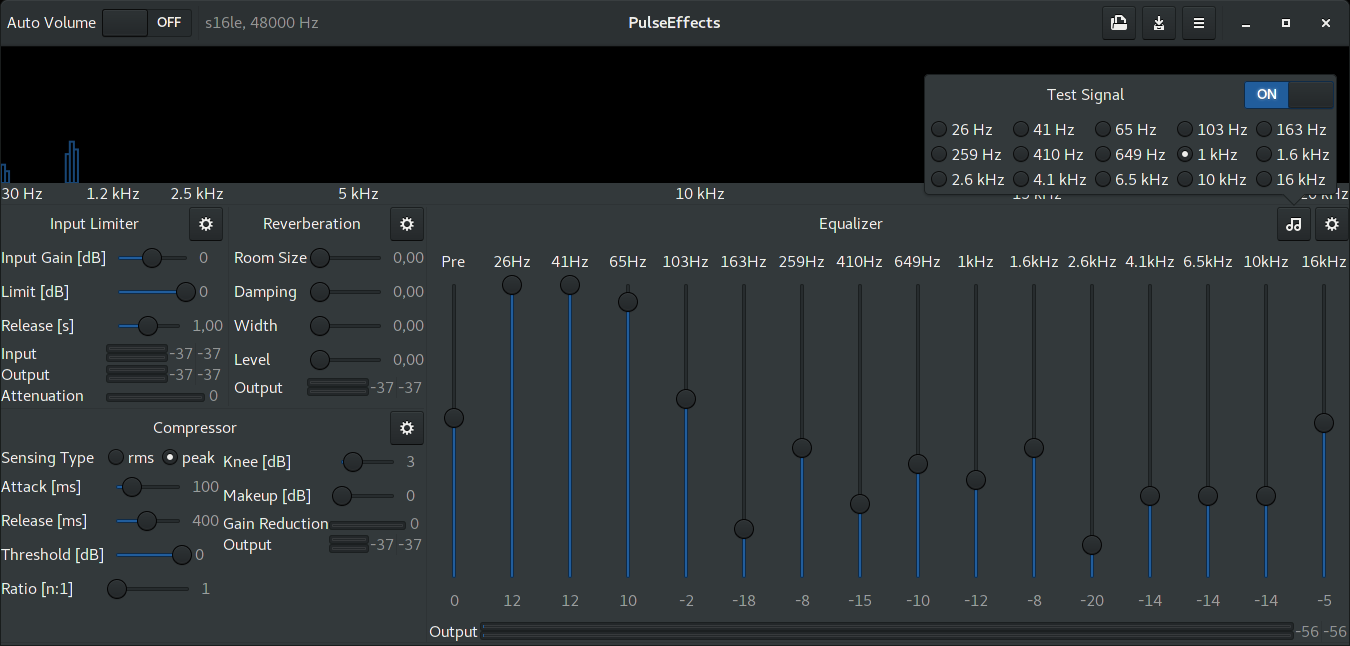 Auto Volume OFF s16le, 48000 Hz PulseEffects
Test Signal ON
26 Hz 41 Hz 65 Hz 103 Hz 163 Hz
259 Hz 410 Hz 649 Hz 1 kHz 1.6 kHz
2.6 kHz 4.1 kHz 6.5 kHz 10 kHz 16 kHz
30 Hz 1.2 kHz 2.5 kHz 5 kHz 10 kHz
Input Limiter
Input Gain [dB] 0
Limit [dB] 0
Release [s] 1,00
Input -37 -37
Output -37 -37
Attenuation 0
Reverberation
Room Size 0,00
Damping 0,00
Width 0,00
Level 0,00
Output -37 -37
Compressor
Sensing Type rms peak
Attack [ms] 100
Release [ms] 400
Threshold [dB] 0
Ratio [n:1] 1
Knee [dB] 3
Makeup [dB] 0
Gain Reduction 0
Output -37 -37
Equalizer
Pre 26Hz 41Hz 65Hz 103Hz 163Hz 259Hz 410Hz 649Hz 1kHz 1.6kHz 2.6kHz 4.1kHz 6.5kHz 10kHz 16kHz
0 12 12 10 -2 -18 -8 -15 -10 -12 -8 -20 -14 -14 -14 -5
Output -56 -56